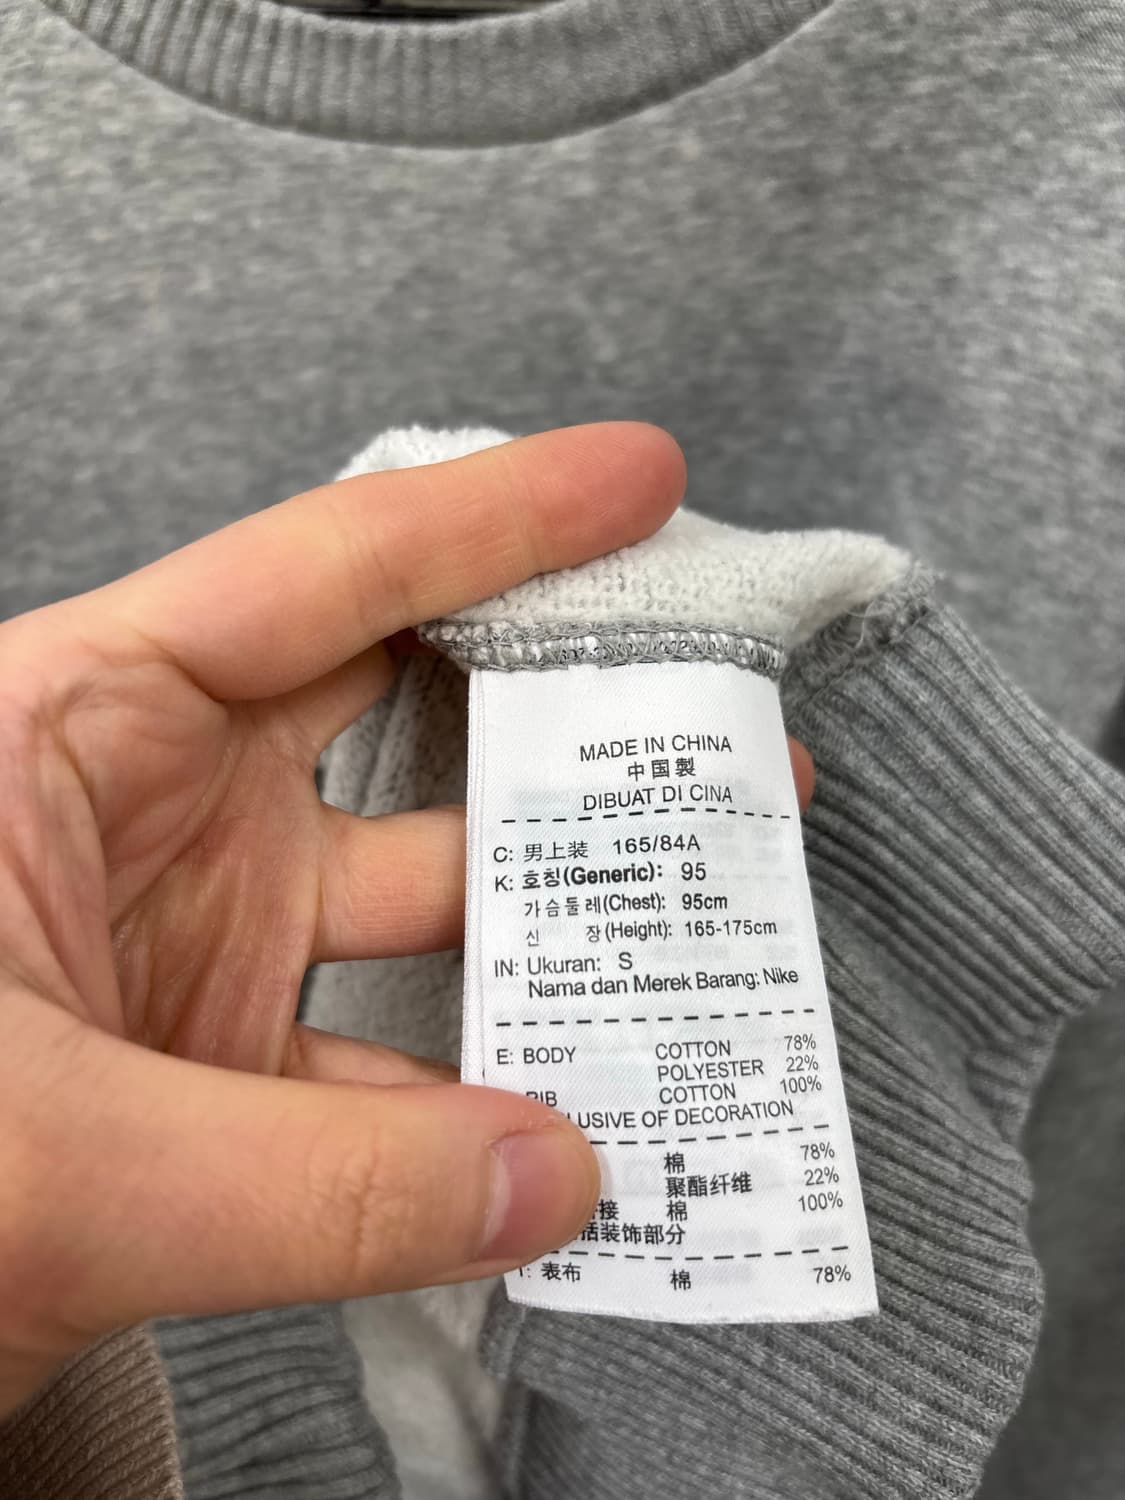 MADE IN CHINA
中国製
DIBUAT DI CINA
C: 男上装 165/84A
K: 호칭(Generic): 95
가슴둘레(Chest): 95cm
신 장(Height): 165-175cm
IN: Ukuran: S
Nama dan Merek Barang: Nike
E: BODY COTTON 78%
POLYESTER 22%
RIB COTTON 100%
LUSIVE OF DECORATION
棉 78%
聚酯纤维 22%
接 棉 100%
括装饰部分
T: 表布 棉 78%